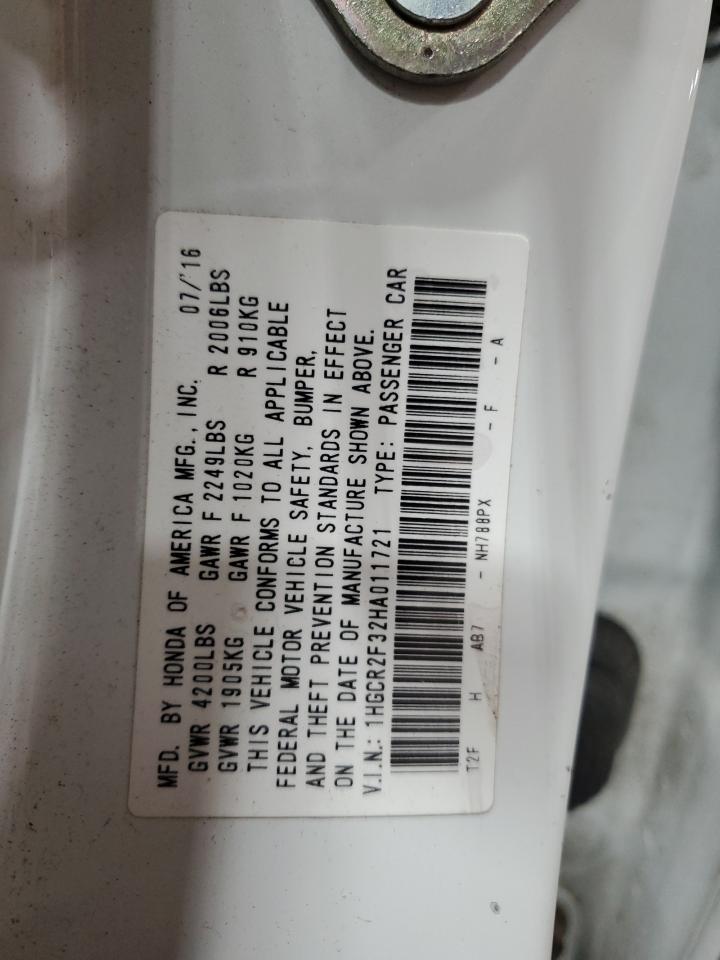 MFD. BY HONDA OF AMERICA MFG., INC. 07/'16
GVWR 4200LBS GAWR F 2249LBS R 2006LBS
GVWR 1905KG GAWR F 1020KG R 910KG
THIS VEHICLE CONFORMS TO ALL APPLICABLE
FEDERAL MOTOR VEHICLE SAFETY, BUMPER,
AND THEFT PREVENTION STANDARDS IN EFFECT
ON THE DATE OF MANUFACTURE SHOWN ABOVE.
V.I.N.: 1HGCR2F32HA011721 TYPE: PASSENGER CAR
T2F H AB7 - NH788PX - F - A